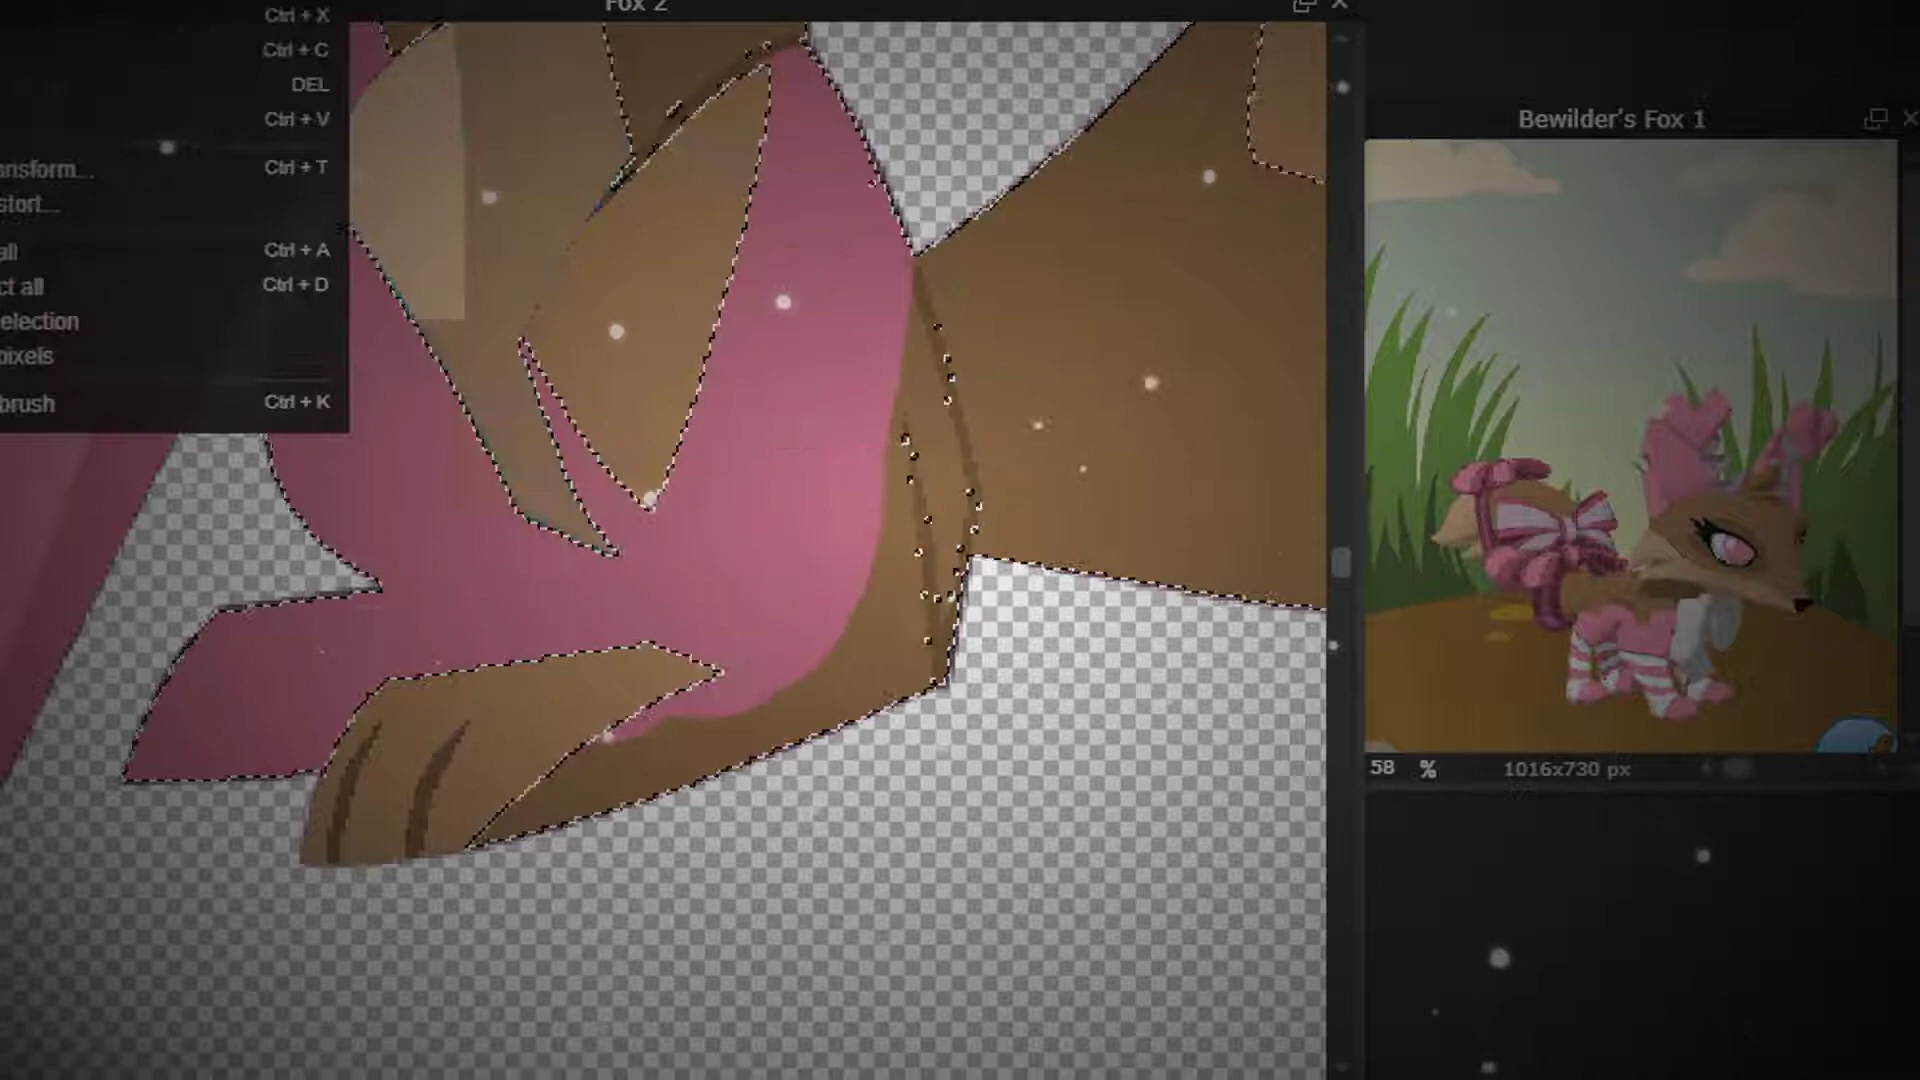 Fox 2
Ctrl + X
Ctrl + C
DEL
Ctrl + V
ansform... Ctrl + T
stort...
all Ctrl + A
ct all Ctrl + D
election
pixels
brush Ctrl + K
Bewilder's Fox 1
58 % 1016x730 px